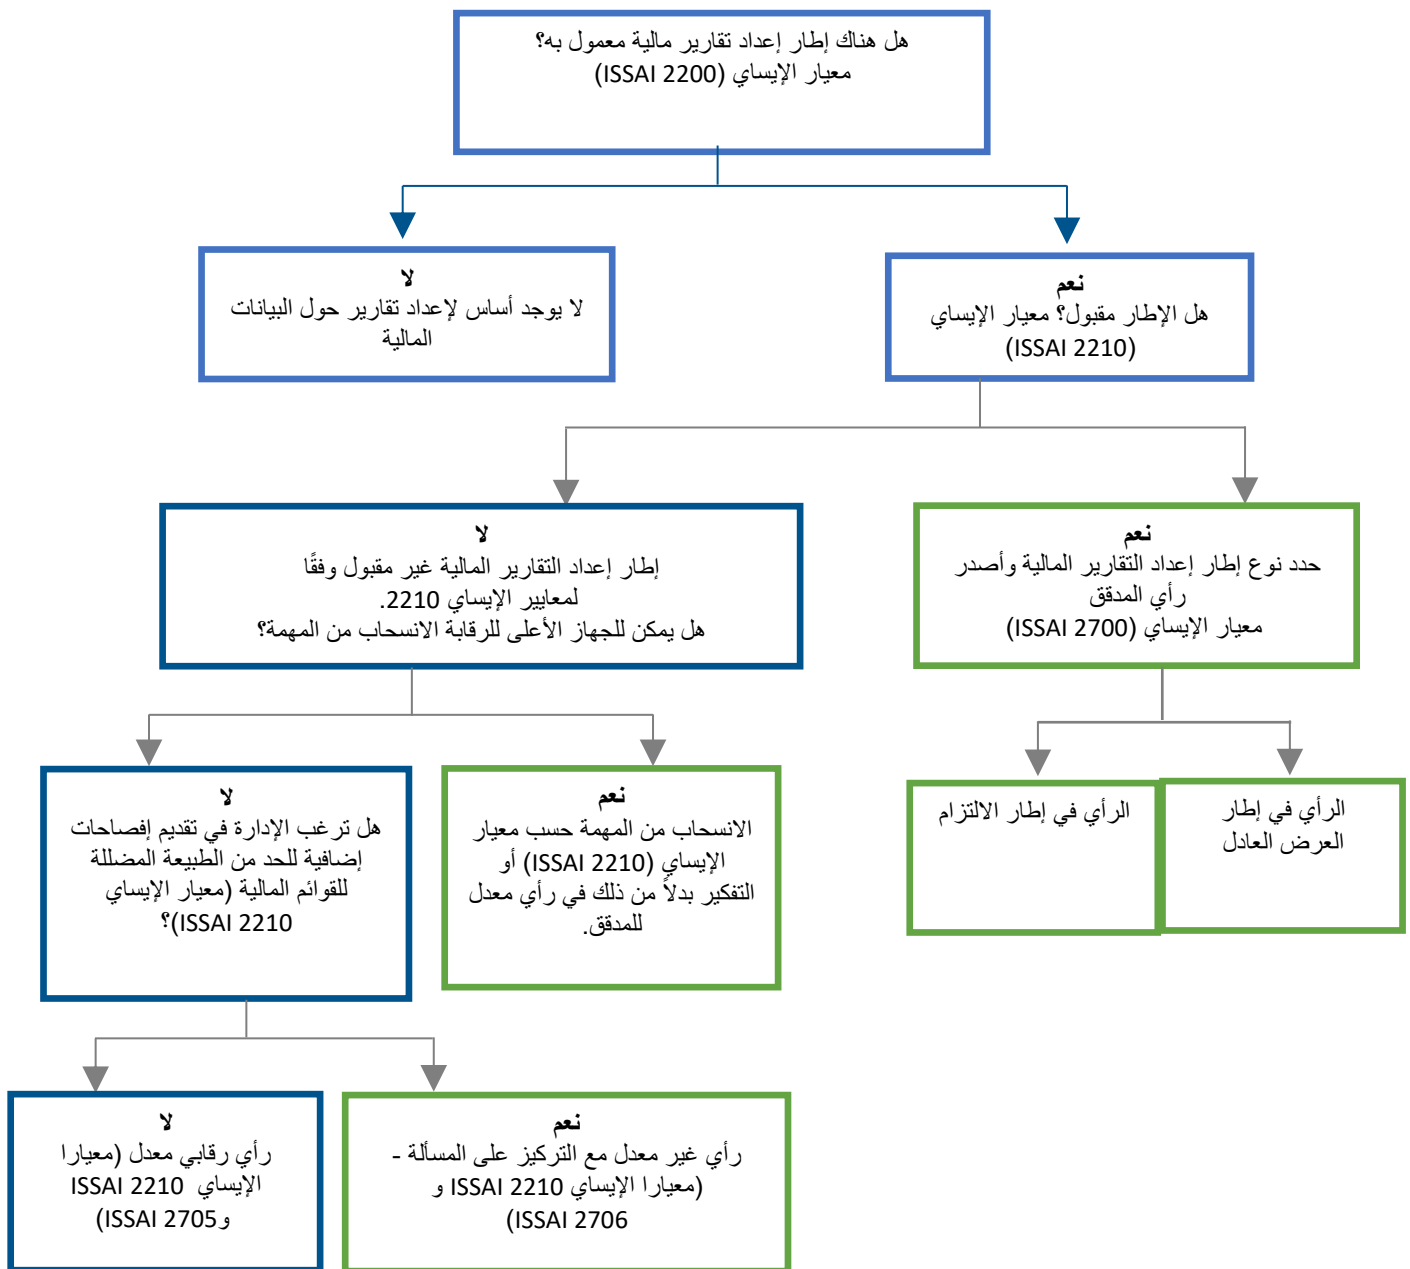 هل هناك إطار إعداد تقارير مالية معمول به؟
معيار الإيساي (ISSAI 2200)
نعم
هل الإطار مقبول؟ معيار الإيساي
(ISSAI 2210)
لا
لا يوجد أساس لإعداد تقارير حول البيانات
المالية
نعم
حدد نوع إطار إعداد التقارير المالية وأصدر
رأي المدقق
معيار الإيساي (ISSAI 2700)
لا
إطار إعداد التقارير المالية غير مقبول وفقًا
لمعايير الإيساي 2210.
هل يمكن للجهاز الأعلى للرقابة الانسحاب من المهمة؟
الرأي في إطار
العرض العادل
الرأي في إطار الالتزام
نعم
الانسحاب من المهمة حسب معيار
الإيساي (ISSAI 2210) أو
التفكير بدلاً من ذلك في رأي معدل
للمدقق.
لا
هل ترغب الإدارة في تقديم إفصاحات
إضافية للحد من الطبيعة المضللة
للقوائم المالية (معيار الإيساي
ISSAI 2210)؟
نعم
رأي غير معدل مع التركيز على المسألة -
(معيارا الإيساي ISSAI 2210 و
ISSAI 2706)
لا
رأي رقابي معدل (معيارا
الإيساي ISSAI 2210
وISSAI 2705)